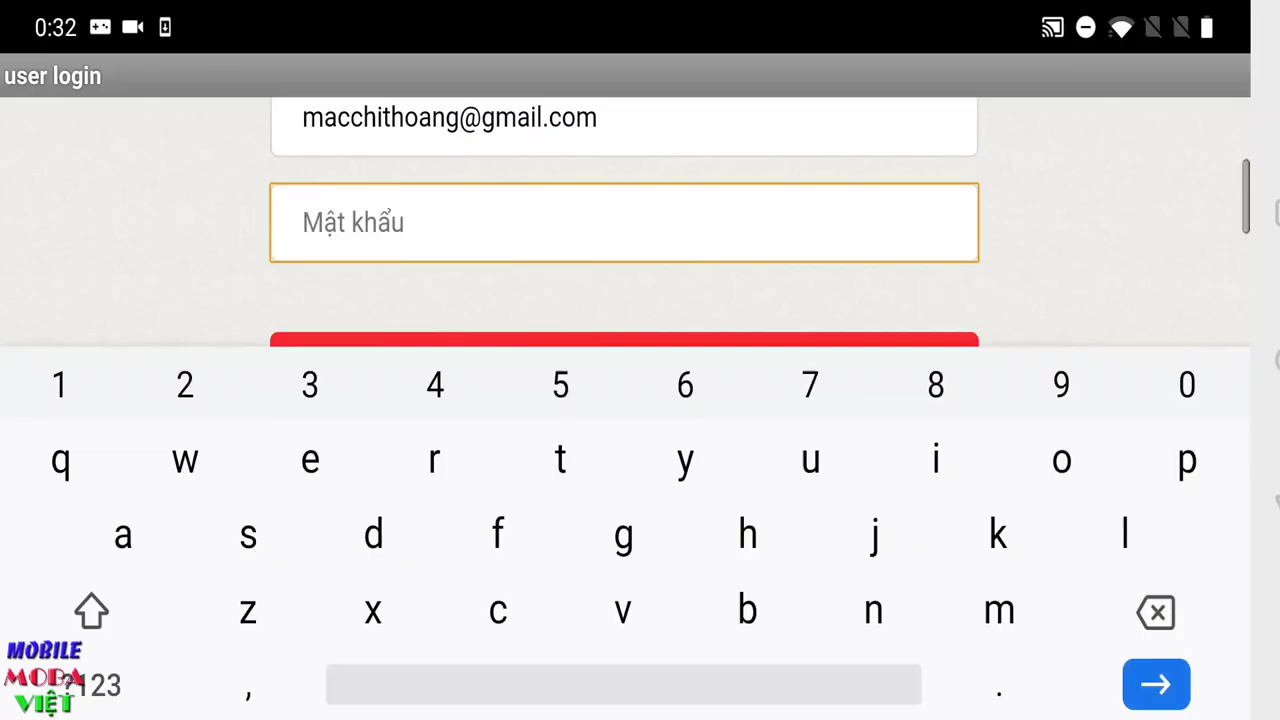 0:32
user login
macchithoang@gmail.com
Mật khẩu
1 2 3 4 5 6 7 8 9 0
q w e r t y u i o p
a s d f g h j k l
z x c v b n m
MOBILE
MODA
VIỆT
?123 , .